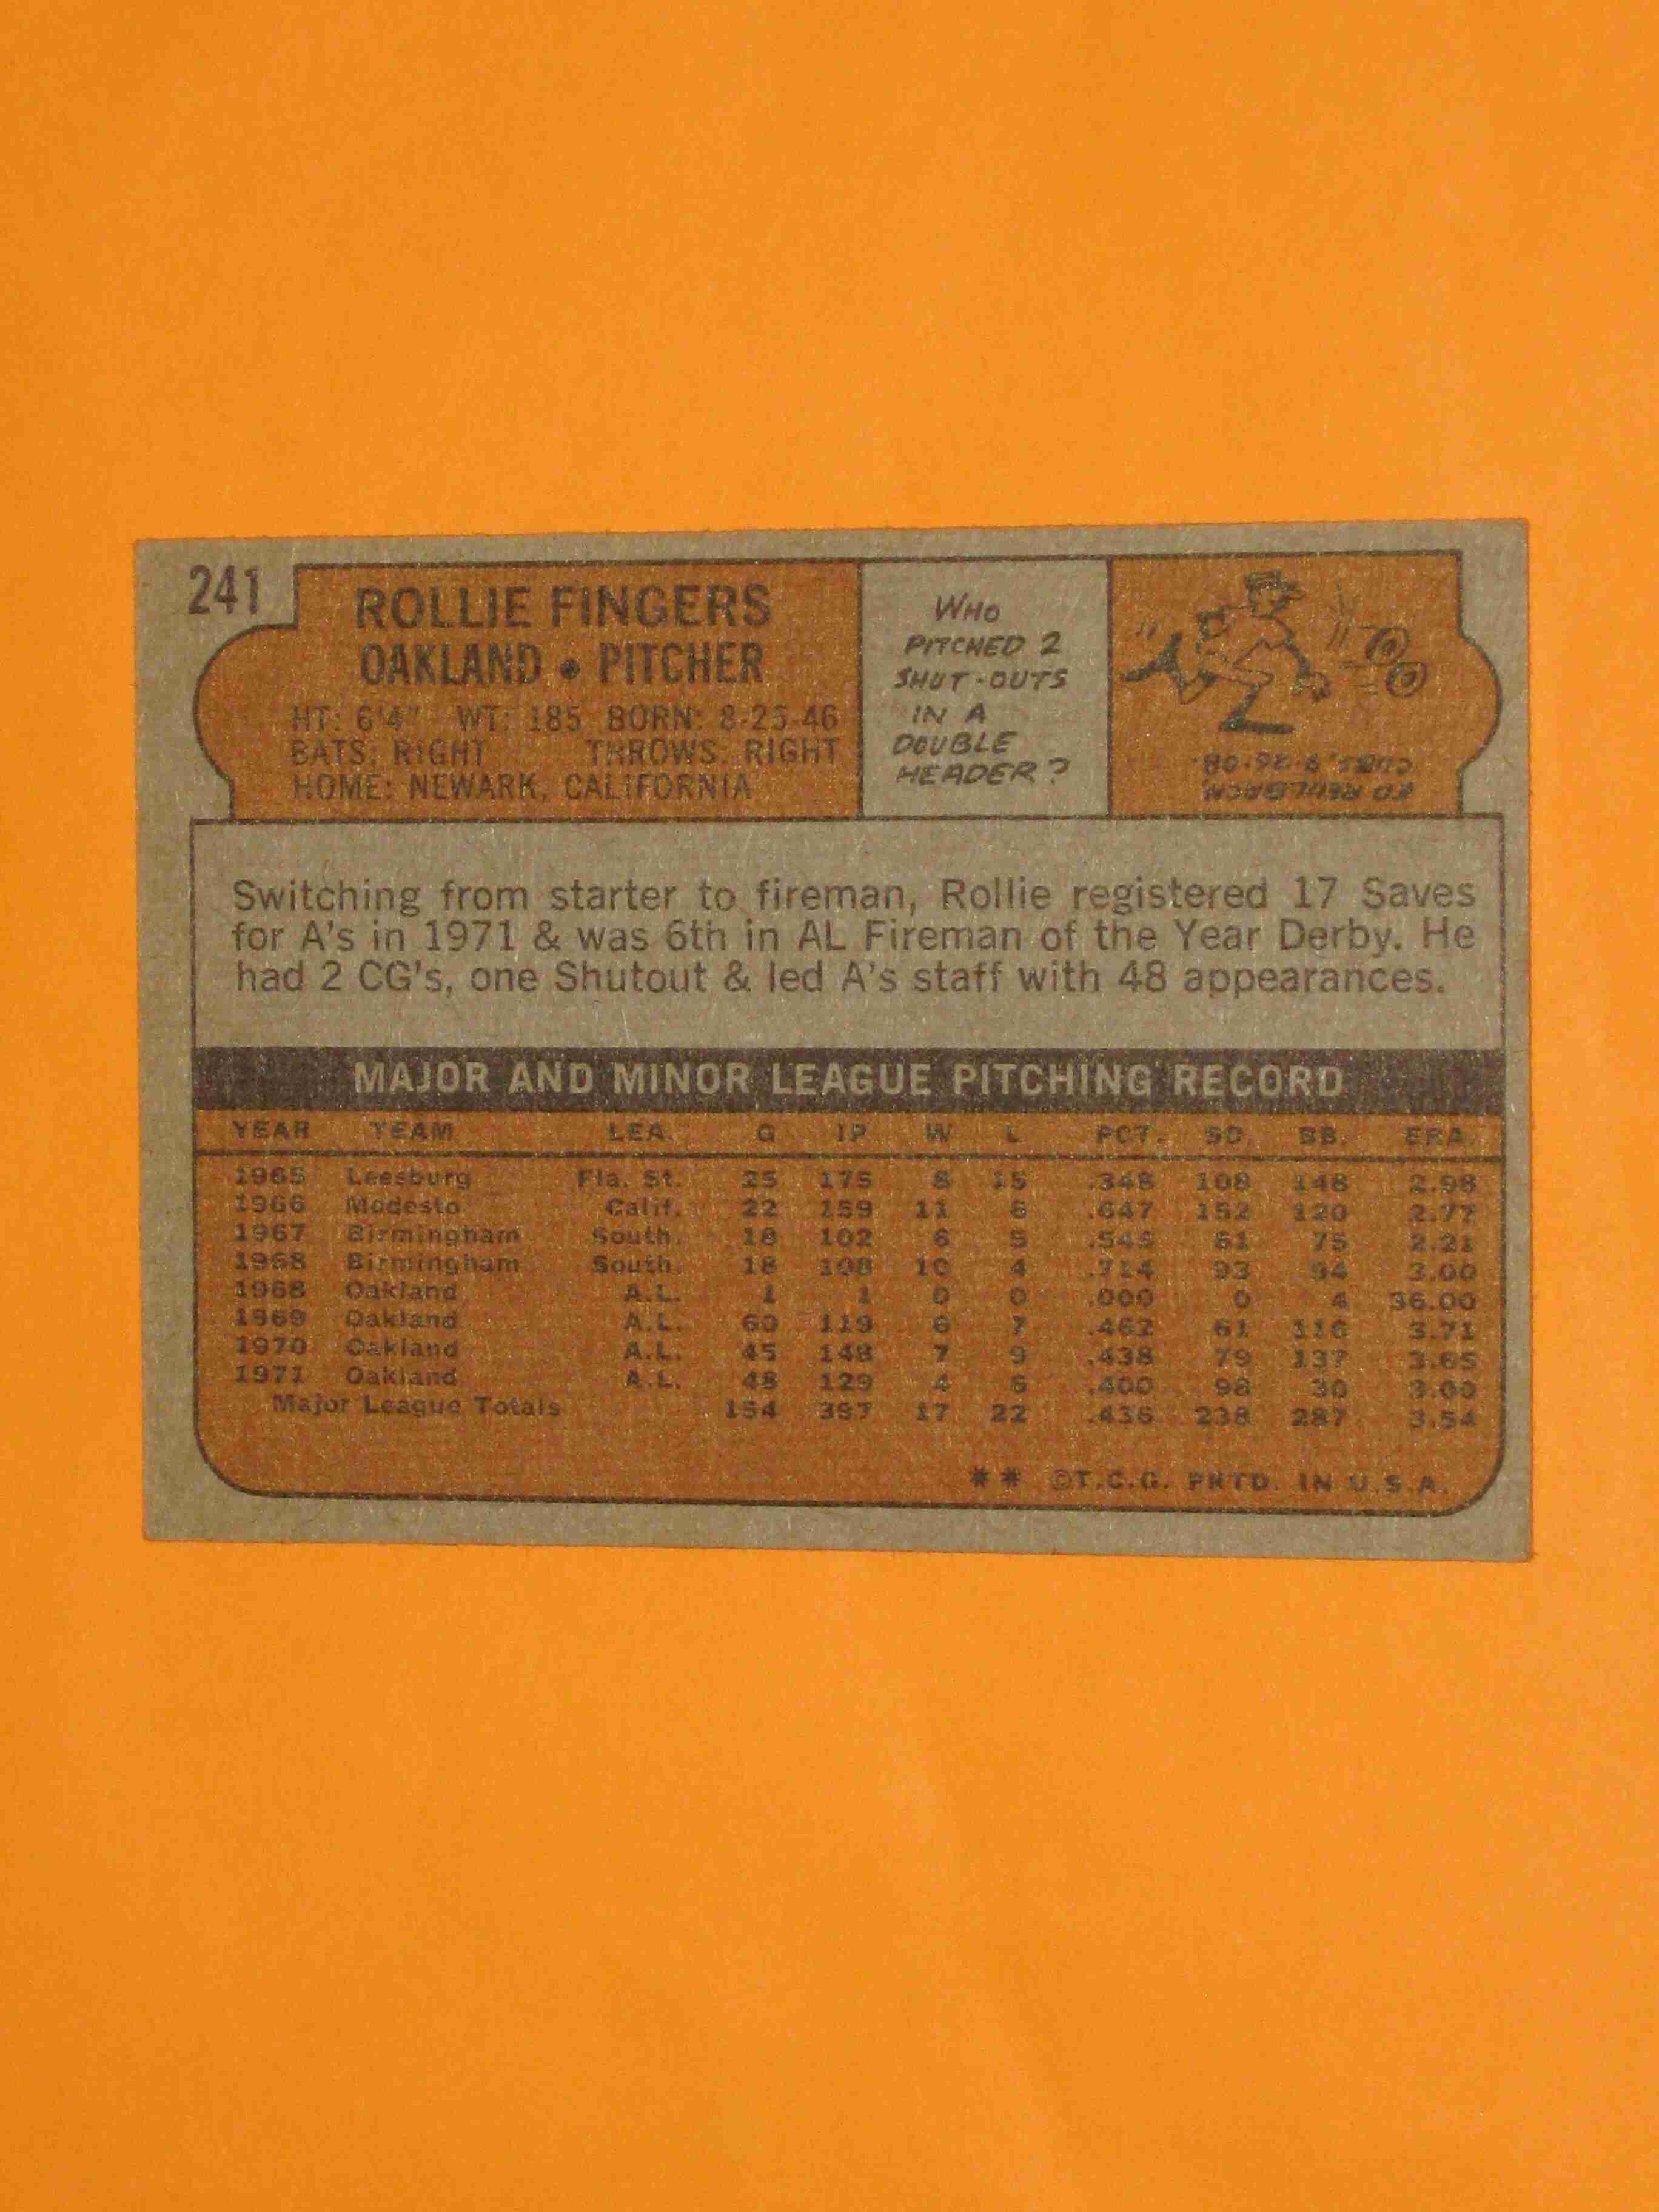 241
ROLLIE FINGERS
OAKLAND • PITCHER
HT: 6'4" WT: 185 BORN: 8-25-46
BATS: RIGHT THROWS: RIGHT
HOME: NEWARK, CALIFORNIA
WHO
PITCHED 2
SHUT-OUTS
IN A
DOUBLE
HEADER?
ED REULBACH
CUBS, 9-26-08.
Switching from starter to fireman, Rollie registered 17 Saves
for A's in 1971 & was 6th in AL Fireman of the Year Derby. He
had 2 CG's, one Shutout & led A's staff with 48 appearances.
MAJOR AND MINOR LEAGUE PITCHING RECORD
YEAR TEAM LEA. G IP W L PCT. SO. BB. ERA.
1965 Leesburg Fla. St. 25 175 8 15 .348 108 148 2.98
1966 Modesto Calif. 22 159 11 6 .647 152 120 2.77
1967 Birmingham South. 18 102 6 5 .545 61 75 2.21
1968 Birmingham South. 18 108 10 4 .714 93 94 3.00
1968 Oakland A.L. 1 1 0 0 .000 0 4 36.00
1969 Oakland A.L. 60 119 6 7 .462 61 116 3.71
1970 Oakland A.L. 45 148 7 9 .438 79 137 3.65
1971 Oakland A.L. 48 129 4 6 .400 98 30 3.00
Major League Totals 154 397 17 22 .436 238 287 3.54
** ©T.C.G. PRTD. IN U.S.A.